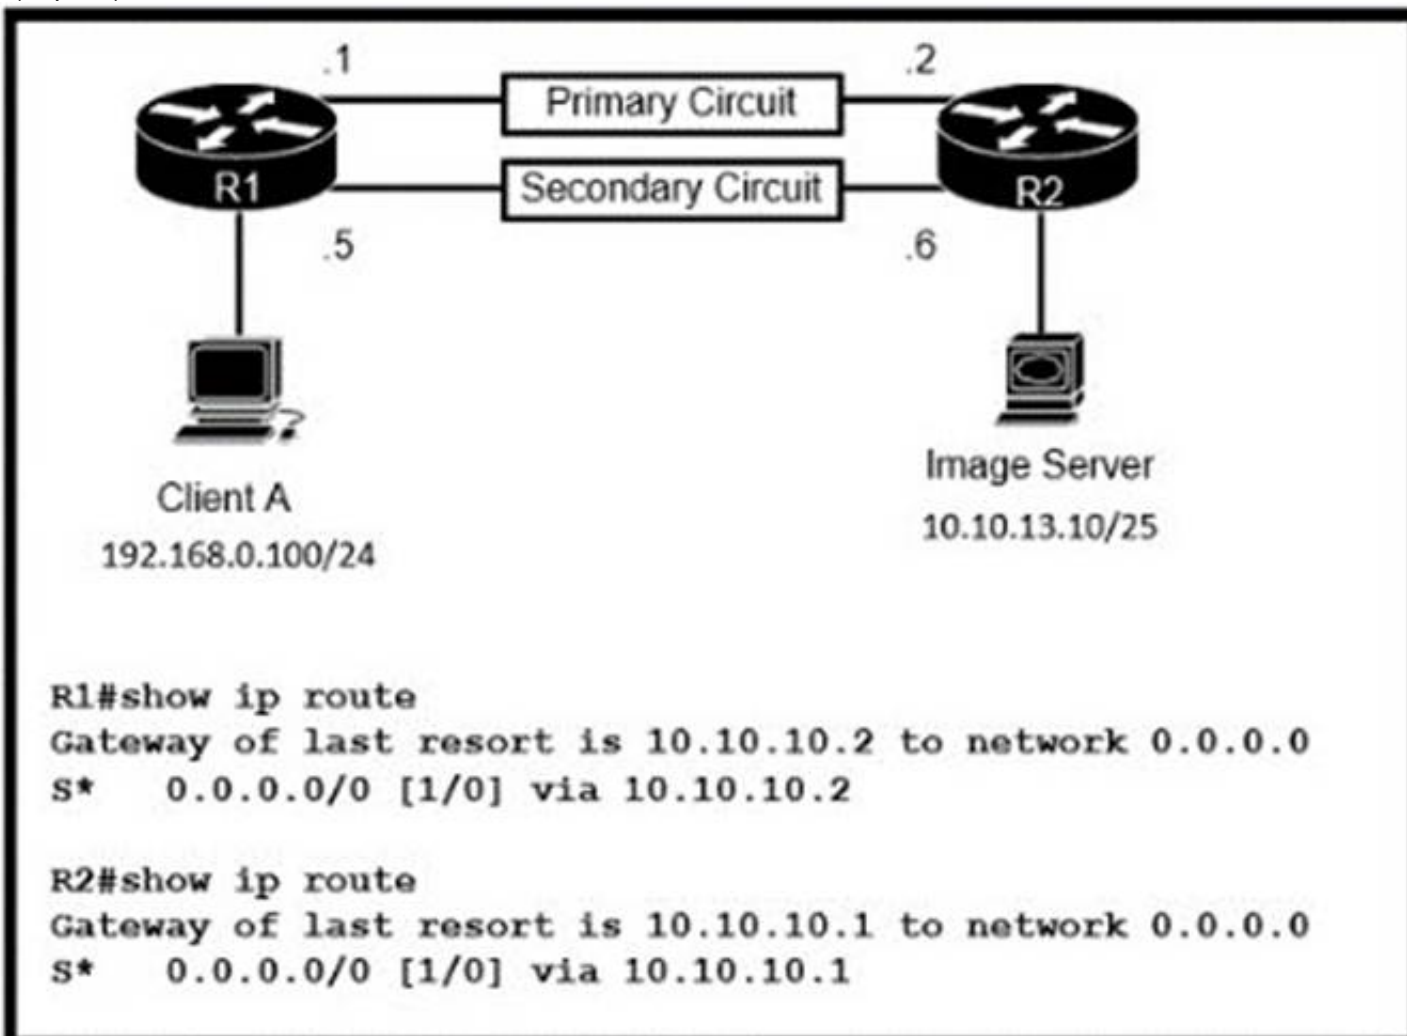 .1
.2
Primary Circuit
R1
Secondary Circuit
R2
.5
.6
Client A
192.168.0.100/24
Image Server
10.10.13.10/25
R1#show ip route
Gateway of last resort is 10.10.10.2 to network 0.0.0.0
S* 0.0.0.0/0 [1/0] via 10.10.10.2
R2#show ip route
Gateway of last resort is 10.10.10.1 to network 0.0.0.0
S* 0.0.0.0/0 [1/0] via 10.10.10.1